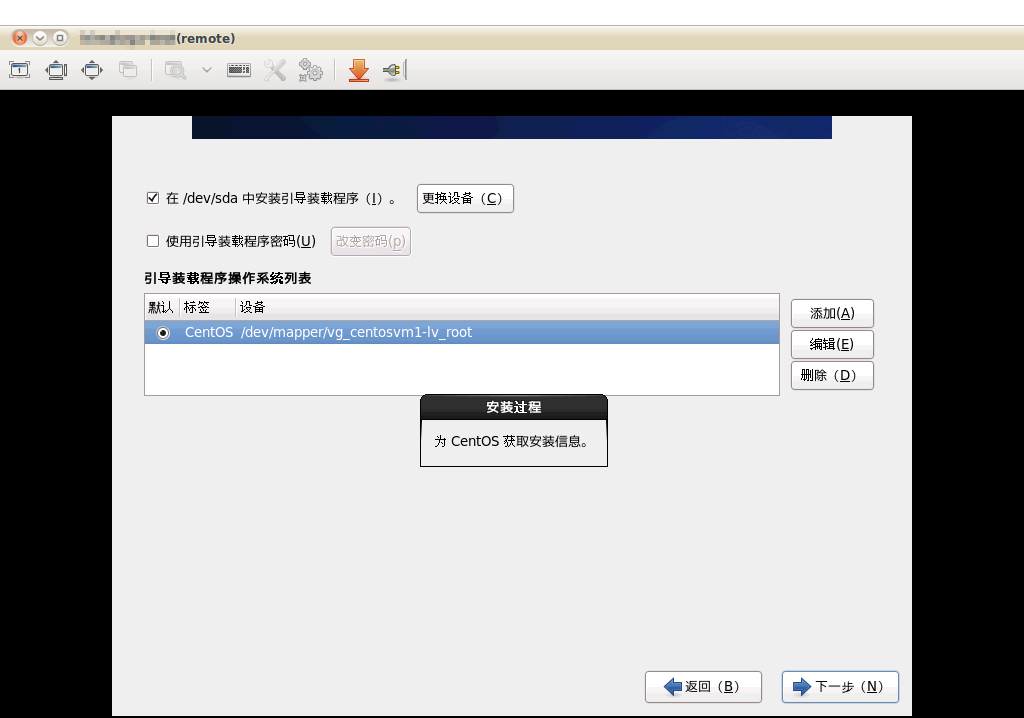 (remote)
在 /dev/sda 中安装引导装载程序（I）。 更换设备（C）
使用引导装载程序密码(U) 改变密码(p)
引导装载程序操作系统列表
默认 标签 设备
CentOS /dev/mapper/vg_centosvm1-lv_root
添加(A)
编辑(E)
删除（D）
安装过程
为 CentOS 获取安装信息。
返回（B） 下一步（N）